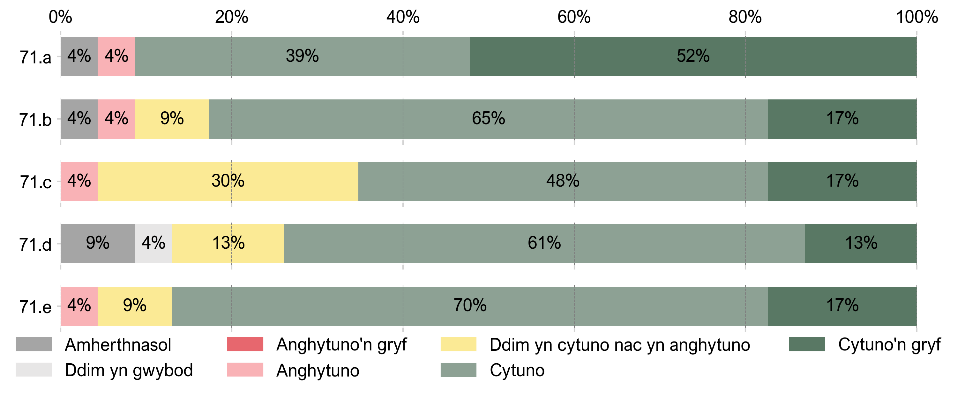 0% 20% 40% 60% 80% 100%
71.a 4% 4% 39% 52%
71.b 4% 4% 9% 65% 17%
71.c 4% 30% 48% 17%
71.d 9% 4% 13% 61% 13%
71.e 4% 9% 70% 17%
Amherthnasol Anghytuno'n gryf Ddim yn cytuno nac yn anghytuno Cytuno'n gryf
Ddim yn gwybod Anghytuno Cytuno